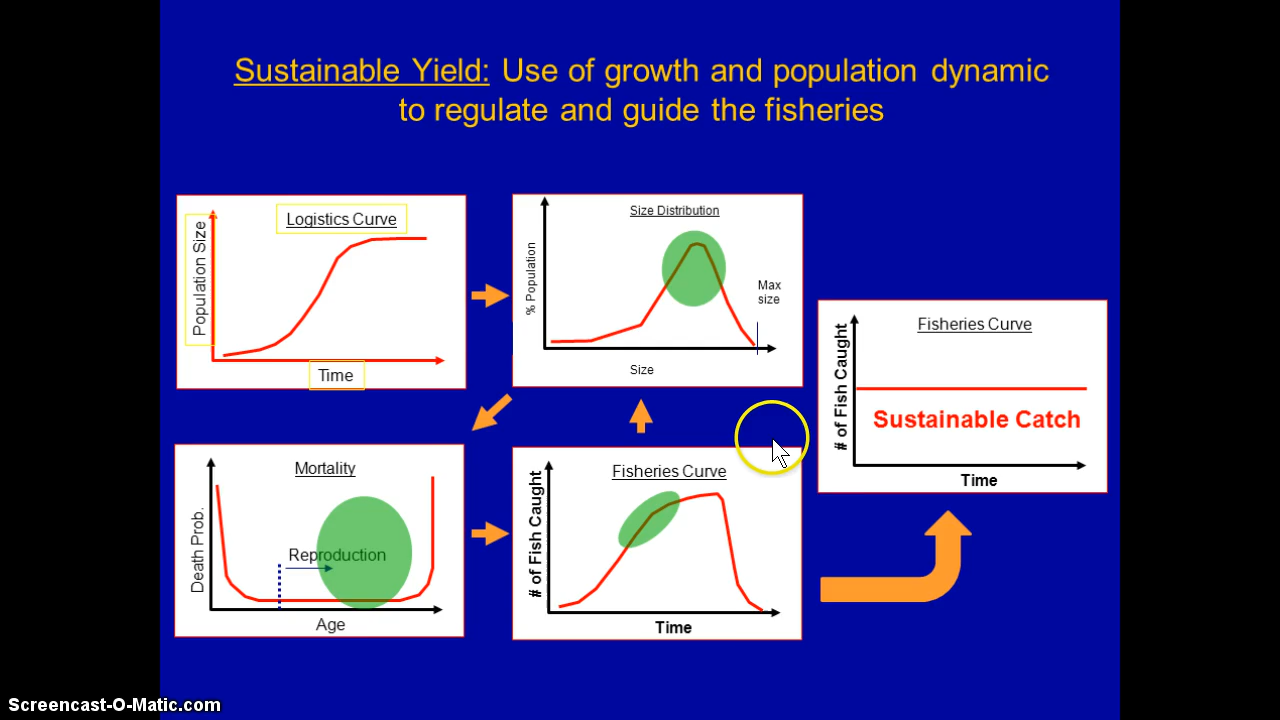 Sustainable Yield: Use of growth and population dynamic
to regulate and guide the fisheries
Logistics Curve
Population Size
Time
Size Distribution
% Population
Max
size
Size
Fisheries Curve
# of Fish Caught
Sustainable Catch
Time
Mortality
Death Prob.
Reproduction
Age
Fisheries Curve
# of Fish Caught
Time
Screencast-O-Matic.com